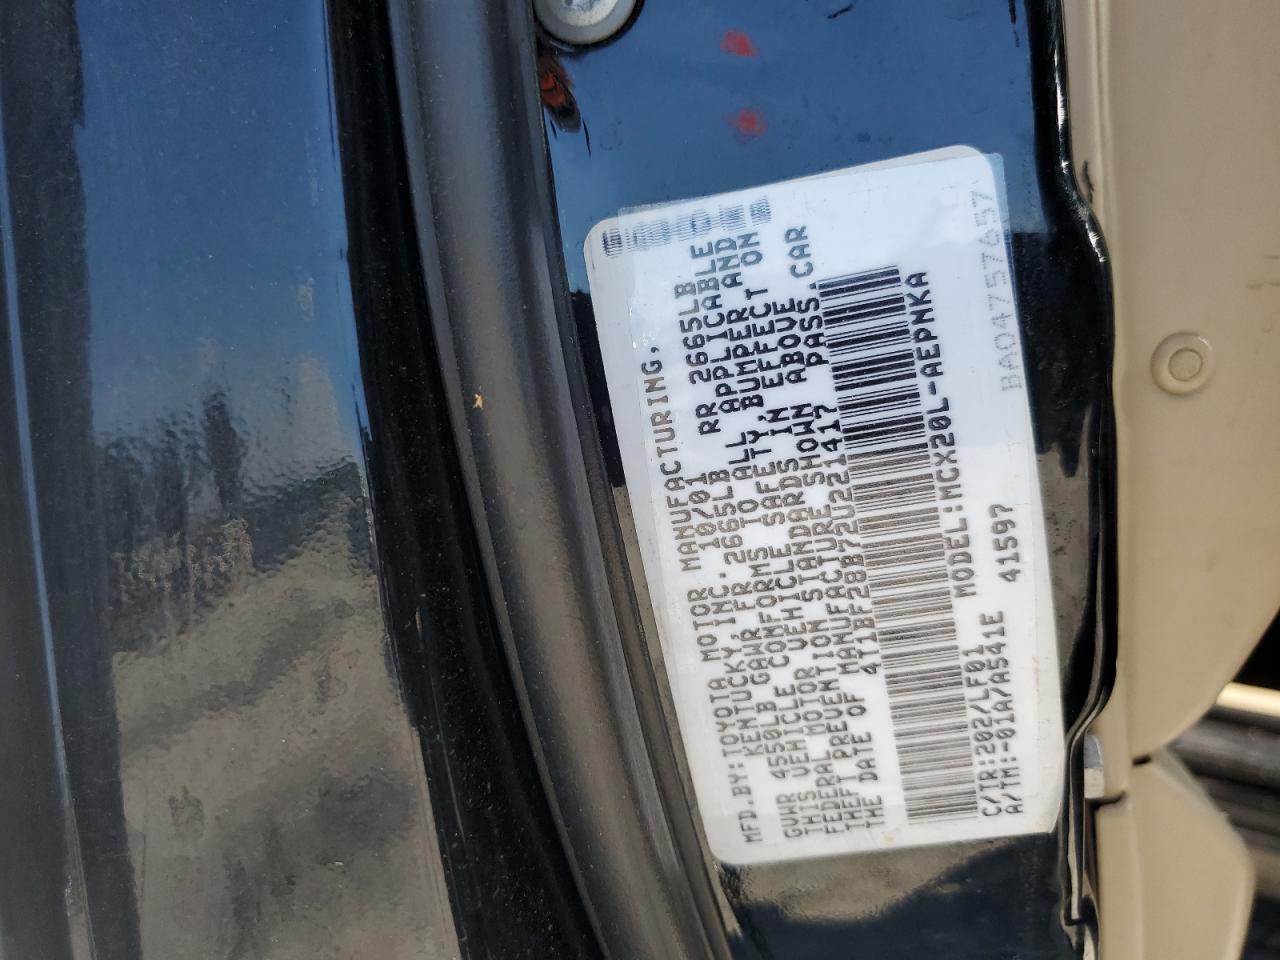 MFD.BY:TOYOTA MOTOR MANUFACTURING,
KENTUCKY, INC. 10/01
GVWR 4550LB GAWR FR 2665LB RR 2665LB
THIS VEHICLE CONFORMS TO ALL APPLICABLE
FEDERAL MOTOR VEHICLE SAFETY, BUMPER AND
THEFT PREVENTION STANDARDS IN EFFECT ON
THE DATE OF MANUFACTURE SHOWN ABOVE
4T1BF28B72U221417 PASS.CAR
MODEL:MCX20L-AEPNKA
C/TR:202/LF01
A/TM:-01A/A541E 41597
BA04757657